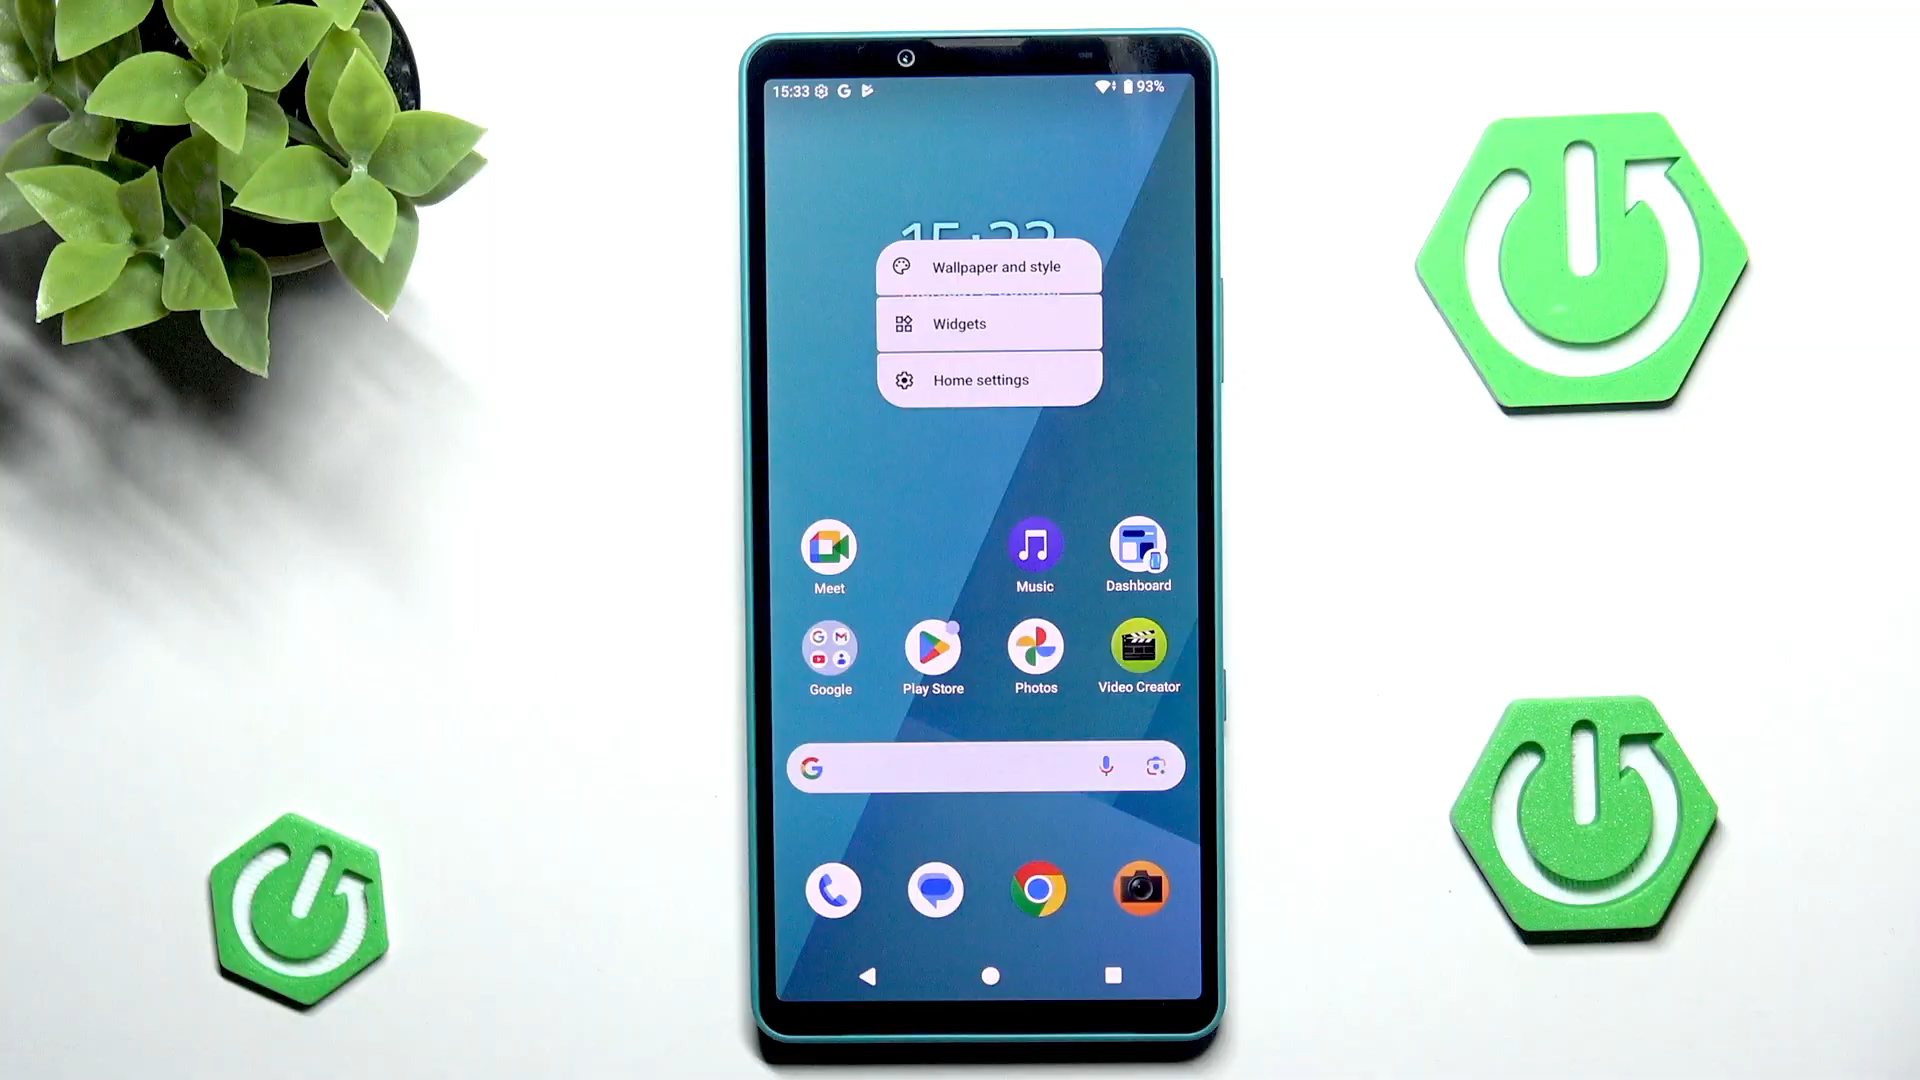 15:33 93%
15:33
Wallpaper and style
Widgets
Home settings
Meet
Music
Dashboard
Google
Play Store
Photos
Video Creator